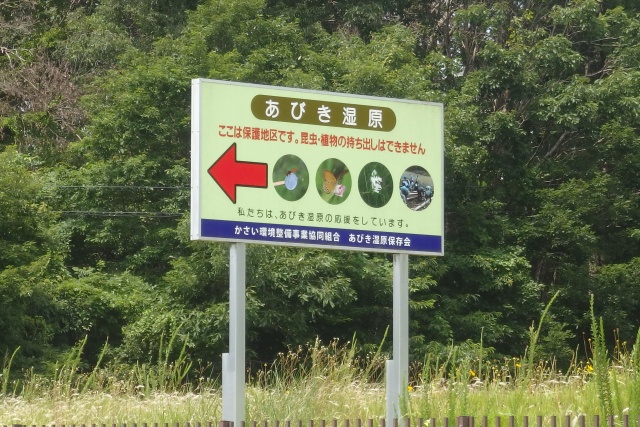 あびき湿原
ここは保護地区です。昆虫・植物の持ち出しはできません
私たちは、あびき湿原の応援をしています。
かさい環境整備事業協同組合 あびき湿原保存会